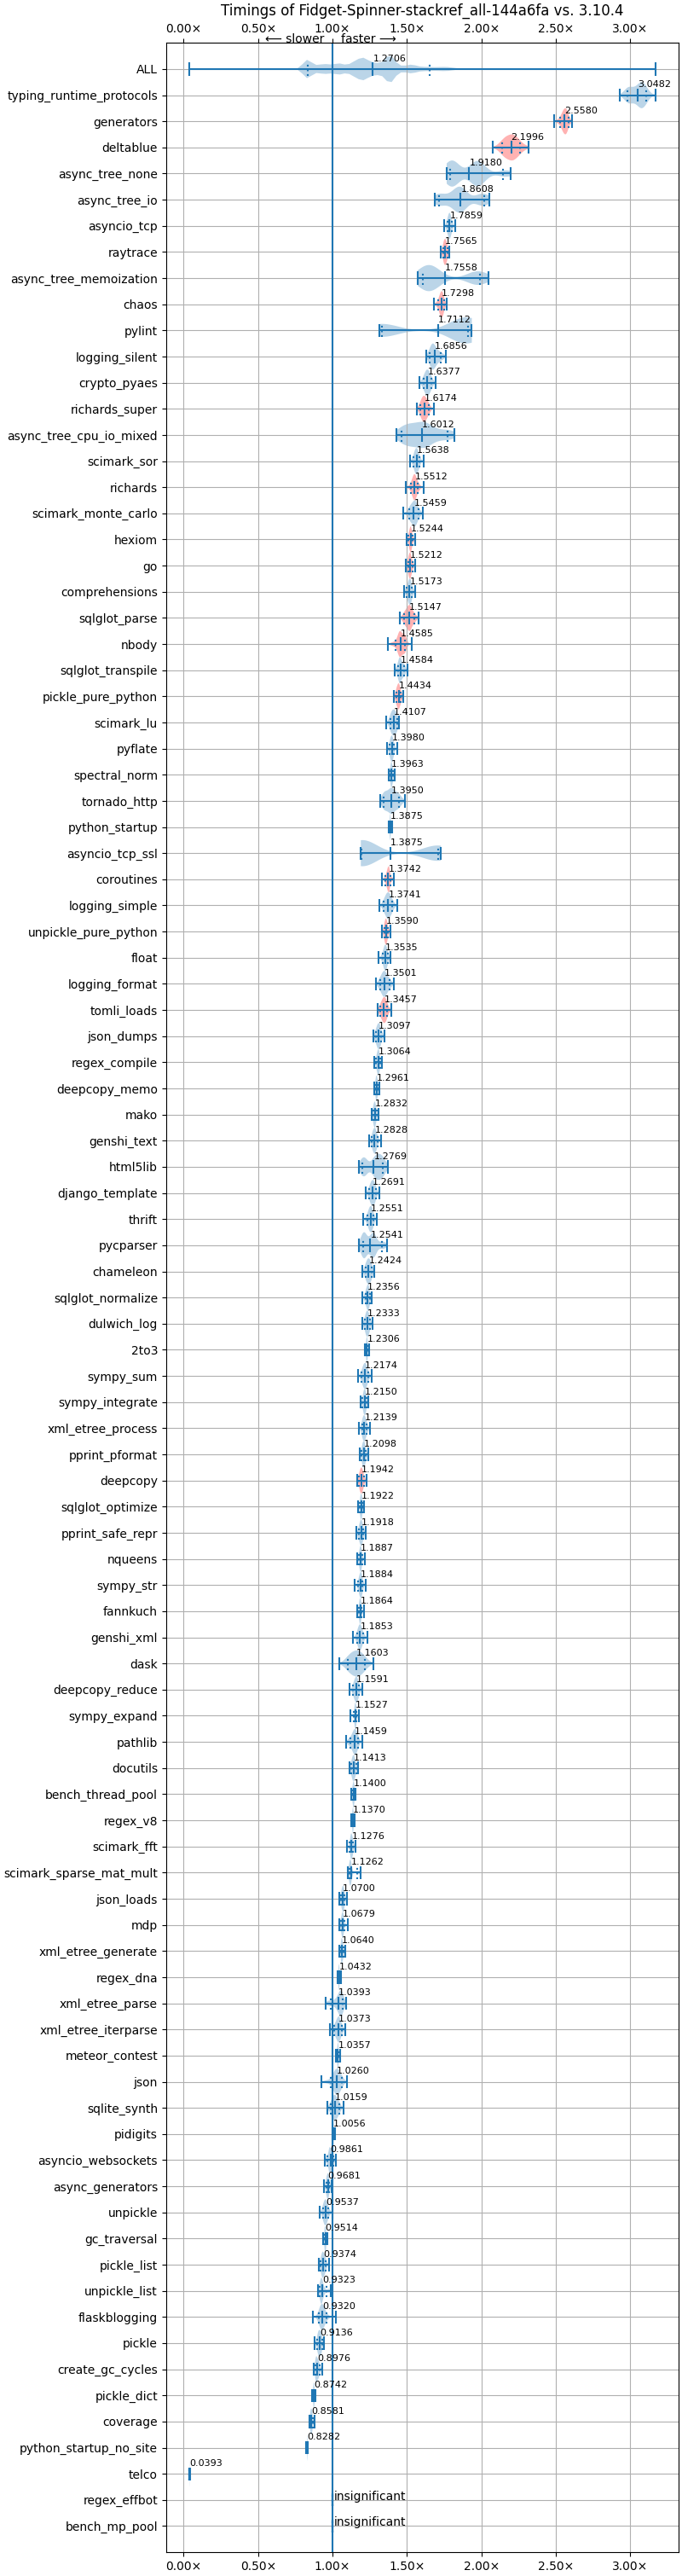 Timings of Fidget-Spinner-stackref_all-144a6fa vs. 3.10.4
0.00× 0.50× 1.00× 1.50× 2.00× 2.50× 3.00×
← slower faster →
ALL 1.2706
typing_runtime_protocols 3.0482
generators 2.5580
deltablue 2.1996
async_tree_none 1.9180
async_tree_io 1.8608
asyncio_tcp 1.7859
raytrace 1.7565
async_tree_memoization 1.7558
chaos 1.7298
pylint 1.7112
logging_silent 1.6856
crypto_pyaes 1.6377
richards_super 1.6174
async_tree_cpu_io_mixed 1.6012
scimark_sor 1.5638
richards 1.5512
scimark_monte_carlo 1.5459
hexiom 1.5244
go 1.5212
comprehensions 1.5173
sqlglot_parse 1.5147
nbody 1.4585
sqlglot_transpile 1.4584
pickle_pure_python 1.4434
scimark_lu 1.4107
pyflate 1.3980
spectral_norm 1.3963
tornado_http 1.3950
python_startup 1.3875
asyncio_tcp_ssl 1.3875
coroutines 1.3742
logging_simple 1.3741
unpickle_pure_python 1.3590
float 1.3535
logging_format 1.3501
tomli_loads 1.3457
json_dumps 1.3097
regex_compile 1.3064
deepcopy_memo 1.2961
mako 1.2832
genshi_text 1.2828
html5lib 1.2769
django_template 1.2691
thrift 1.2551
pycparser 1.2541
chameleon 1.2424
sqlglot_normalize 1.2356
dulwich_log 1.2333
2to3 1.2306
sympy_sum 1.2174
sympy_integrate 1.2150
xml_etree_process 1.2139
pprint_pformat 1.2098
deepcopy 1.1942
sqlglot_optimize 1.1922
pprint_safe_repr 1.1918
nqueens 1.1887
sympy_str 1.1884
fannkuch 1.1864
genshi_xml 1.1853
dask 1.1603
deepcopy_reduce 1.1591
sympy_expand 1.1527
pathlib 1.1459
docutils 1.1413
bench_thread_pool 1.1400
regex_v8 1.1370
scimark_fft 1.1276
scimark_sparse_mat_mult 1.1262
json_loads 1.0700
mdp 1.0679
xml_etree_generate 1.0640
regex_dna 1.0432
xml_etree_parse 1.0393
xml_etree_iterparse 1.0373
meteor_contest 1.0357
json 1.0260
sqlite_synth 1.0159
pidigits 1.0056
asyncio_websockets 0.9861
async_generators 0.9681
unpickle 0.9537
gc_traversal 0.9514
pickle_list 0.9374
unpickle_list 0.9323
flaskblogging 0.9320
pickle 0.9136
create_gc_cycles 0.8976
pickle_dict 0.8742
coverage 0.8581
python_startup_no_site 0.8282
telco 0.0393
regex_effbot insignificant
bench_mp_pool insignificant
0.00× 0.50× 1.00× 1.50× 2.00× 2.50× 3.00×